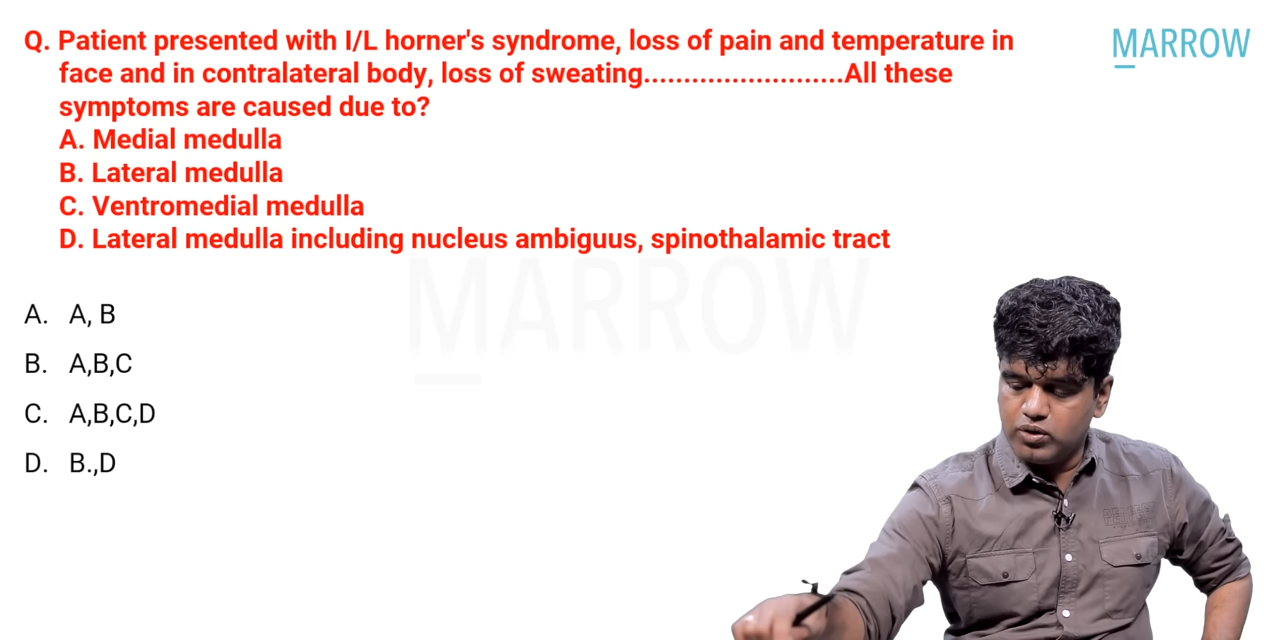 Q. Patient presented with I/L horner's syndrome, loss of pain and temperature in
face and in contralateral body, loss of sweating.........................All these
symptoms are caused due to?
A. Medial medulla
B. Lateral medulla
C. Ventromedial medulla
D. Lateral medulla including nucleus ambiguus, spinothalamic tract
A. A, B
B. A,B,C
C. A,B,C,D
D. B.,D
MARROW
MARROW